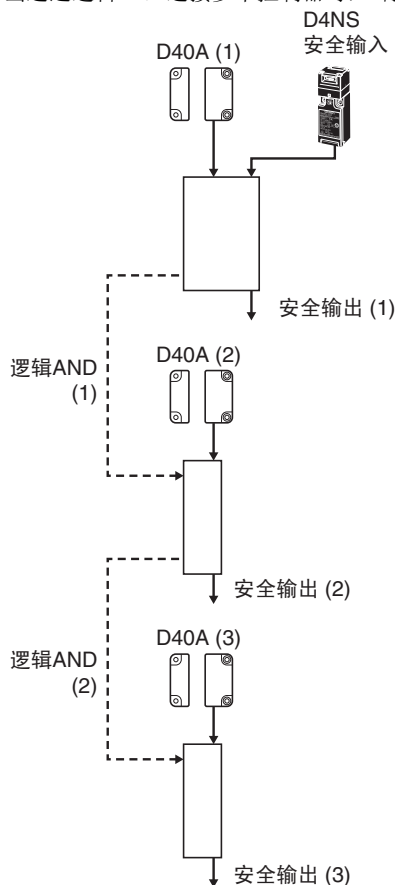 D4NS
安全输入
D40A (1)
安全输出 (1)
逻辑AND
(1)
D40A (2)
安全输出 (2)
逻辑AND
(2)
D40A (3)
安全输出 (3)